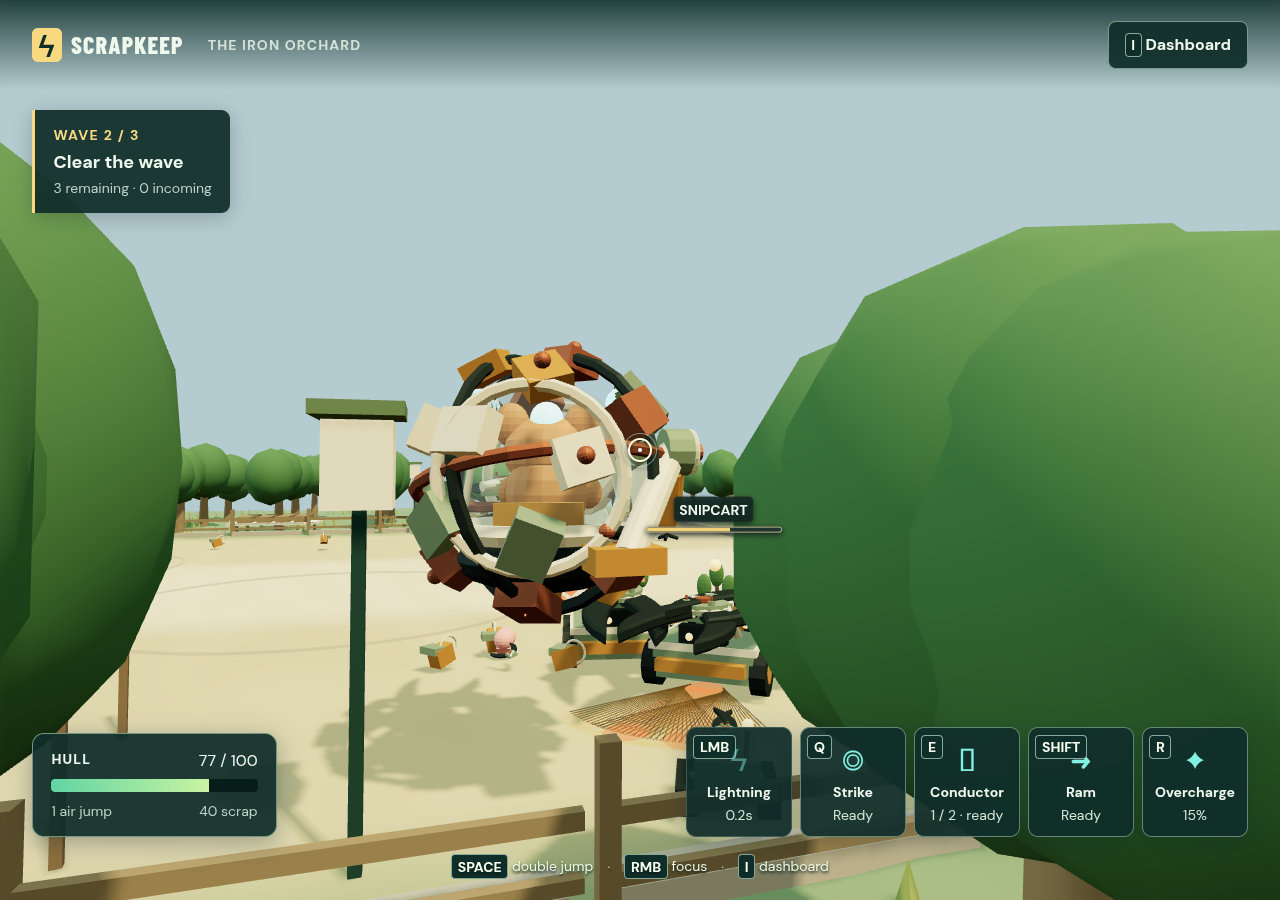 SCRAPKEEP
THE IRON ORCHARD
I Dashboard
WAVE 2 / 3
Clear the wave
3 remaining · 0 incoming
SNIPCART
HULL
77 / 100
1 air jump
40 scrap
LMB
Lightning
0.2s
Q
Strike
Ready
E
Conductor
1 / 2 · ready
SHIFT
Ram
Ready
R
Overcharge
15%
SPACE double jump · RMB focus · I dashboard